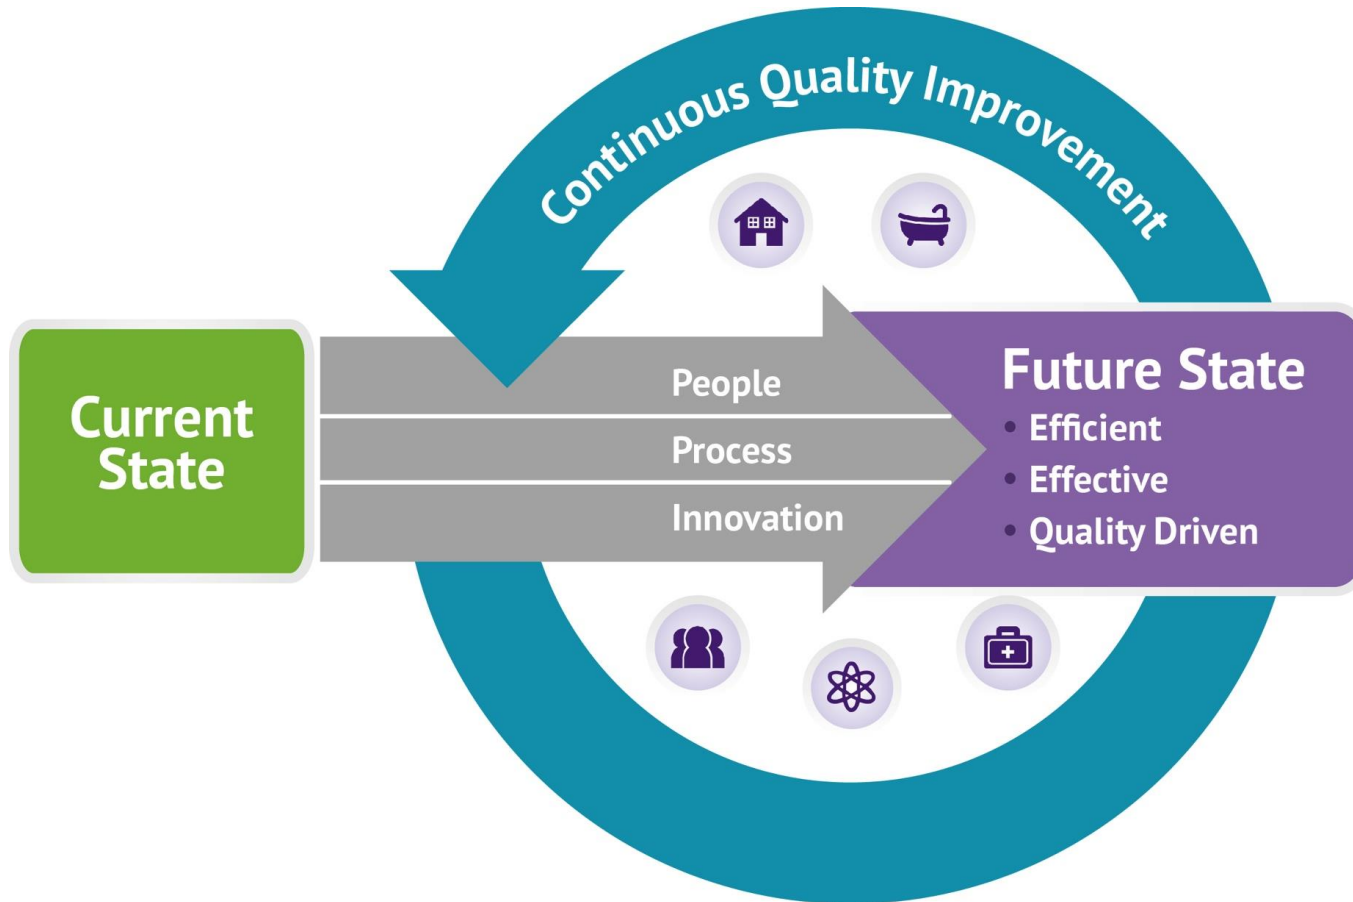 Continuous Quality Improvement
Current
State
People
Process
Innovation
Future State
• Efficient
• Effective
• Quality Driven